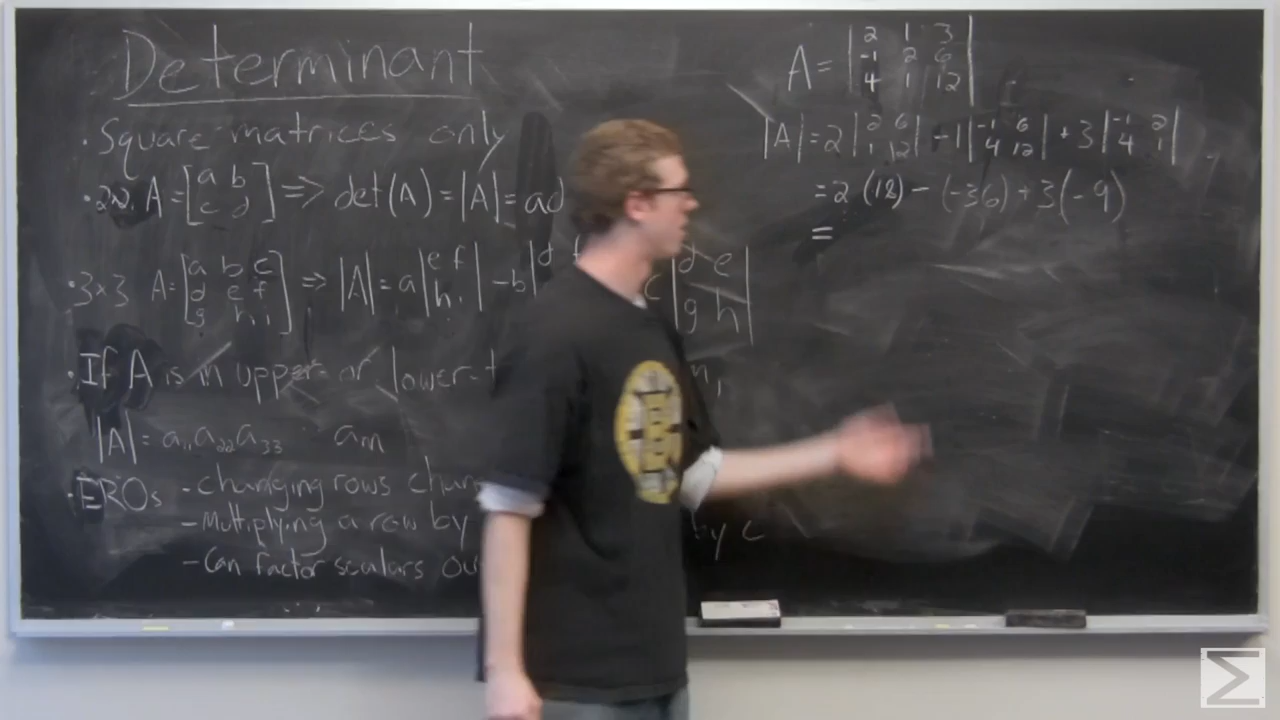 Determinant
· Square matrices only
· 2x2, A = [a b; c d] => det(A) = |A| = ad
· 3x3 A = [a b c; d e f; g h i] => |A| = a |e f; h i| - b |d f c |d e; g h|
· If A is in upper- or lower-t
|A| = a₁₁a₂₂a₃₃ ann
· EROs - changing rows chan
- Multiplying a row by by c
- Can factor scalars ou
A = |2 1 3; -1 2 6; 4 1 12|
|A| = 2 |2 6; 1 12| - 1 |-1 6; 4 12| + 3 |-1 2; 4 1|
= 2 (18) - (-36) + 3(-9)
=
B
Σ